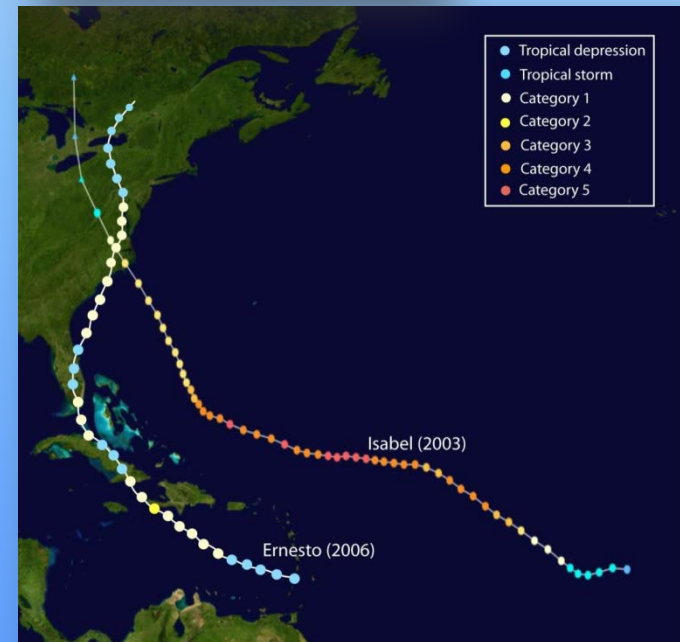 Tropical depression
Tropical storm
Category 1
Category 2
Category 3
Category 4
Category 5
Isabel (2003)
Ernesto (2006)